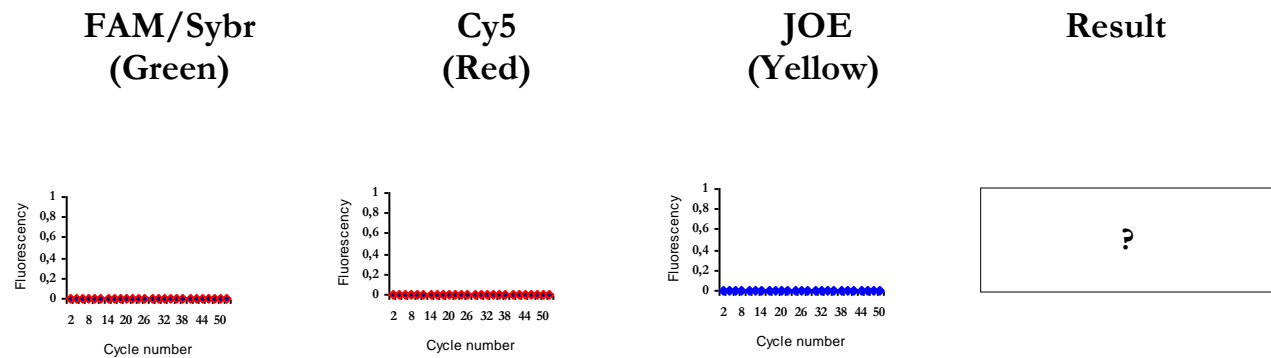 FAM/Sybr
(Green)
Cy5
(Red)
JOE
(Yellow)
Result
Fluorescency
1
0,8
0,6
0,4
0,2
0
2 8 14 20 26 32 38 44 50
Cycle number
Fluorescency
1
0,8
0,6
0,4
0,2
0
2 8 14 20 26 32 38 44 50
Cycle number
Fluorescency
1
0,8
0,6
0,4
0,2
0
2 8 14 20 26 32 38 44 50
Cycle number
?